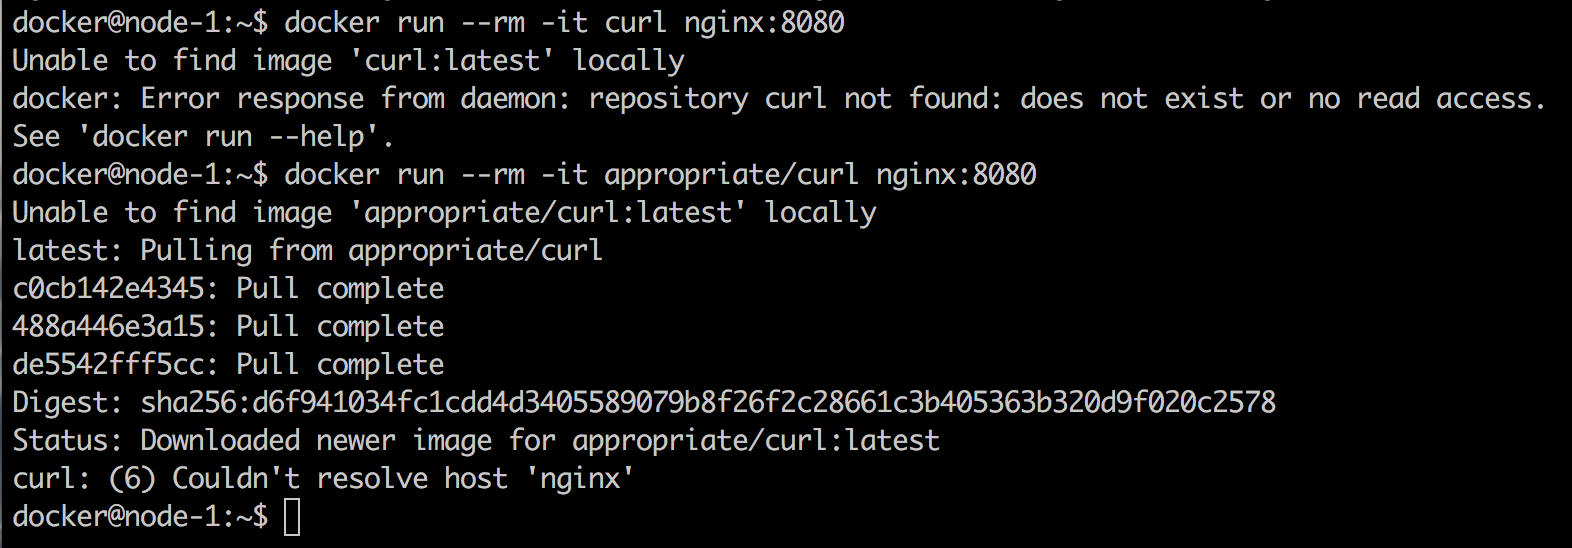 docker@node-1:~$ docker run --rm -it curl nginx:8080
Unable to find image 'curl:latest' locally
docker: Error response from daemon: repository curl not found: does not exist or no read access.
See 'docker run --help'.
docker@node-1:~$ docker run --rm -it appropriate/curl nginx:8080
Unable to find image 'appropriate/curl:latest' locally
latest: Pulling from appropriate/curl
c0cb142e4345: Pull complete
488a446e3a15: Pull complete
de5542fff5cc: Pull complete
Digest: sha256:d6f941034fc1cdd4d3405589079b8f26f2c28661c3b405363b320d9f020c2578
Status: Downloaded newer image for appropriate/curl:latest
curl: (6) Couldn't resolve host 'nginx'
docker@node-1:~$